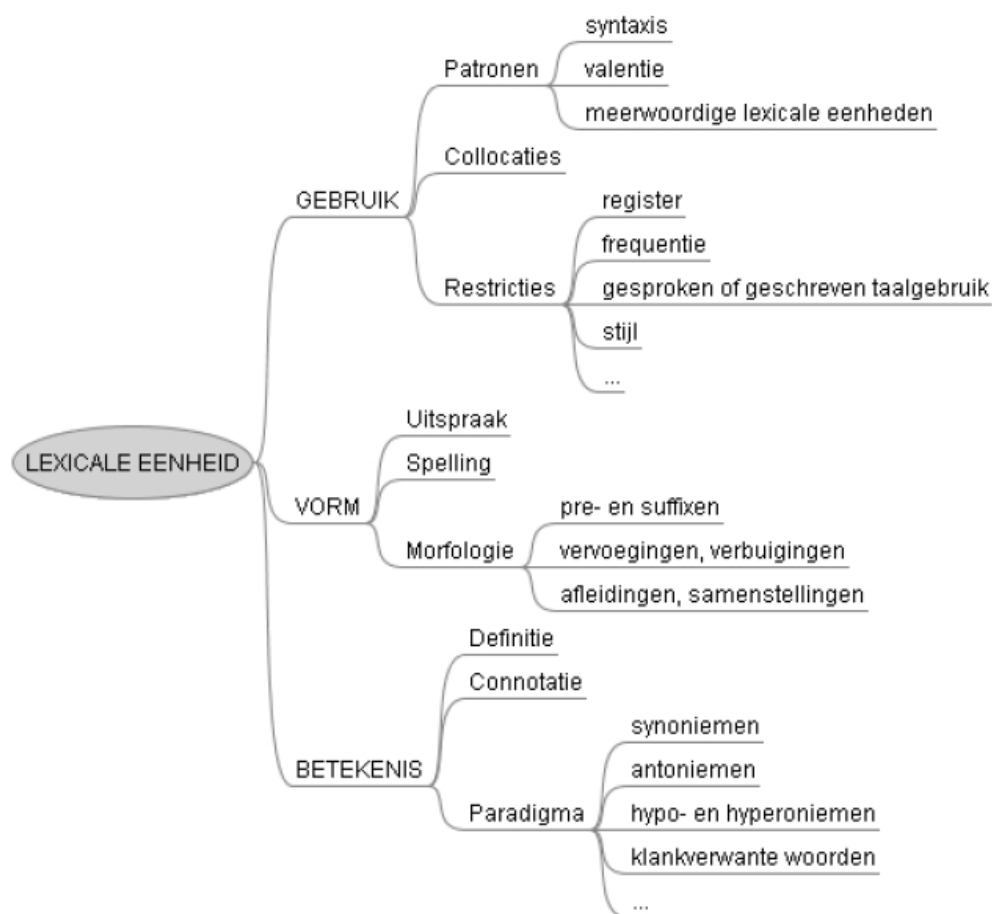 LEXICALE EENHEID
GEBRUIK
Patronen
syntaxis
valentie
meerwoordige lexicale eenheden
Collocaties
Restricties
register
frequentie
gesproken of geschreven taalgebruik
stijl
...
VORM
Uitspraak
Spelling
Morfologie
pre- en suffixen
vervoegingen, verbuigingen
afleidingen, samenstellingen
BETEKENIS
Definitie
Connotatie
Paradigma
synoniemen
antoniemen
hypo- en hyperoniemen
klankverwante woorden
...